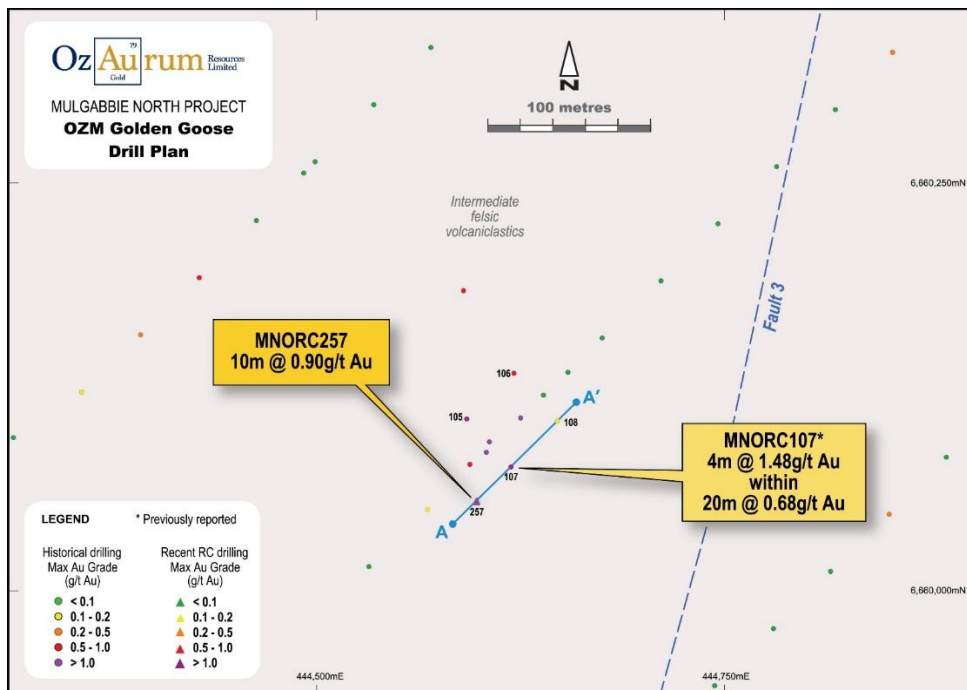 Oz Aurum Resources Limited
79
Gold
MULGABBIE NORTH PROJECT
OZM Golden Goose
Drill Plan
N
100 metres
6,660,250mN
Intermediate
felsic
volcaniclastics
Fault 3
MNORC257
10m @ 0.90g/t Au
106
A'
105
108
MNORC107*
4m @ 1.48g/t Au
within
20m @ 0.68g/t Au
107
257
A
LEGEND * Previously reported
Historical drilling
Max Au Grade
(g/t Au)
< 0.1
0.1 - 0.2
0.2 - 0.5
0.5 - 1.0
> 1.0
Recent RC drilling
Max Au Grade
(g/t Au)
< 0.1
0.1 - 0.2
0.2 - 0.5
0.5 - 1.0
> 1.0
6,660,000mN
444,500mE
444,750mE